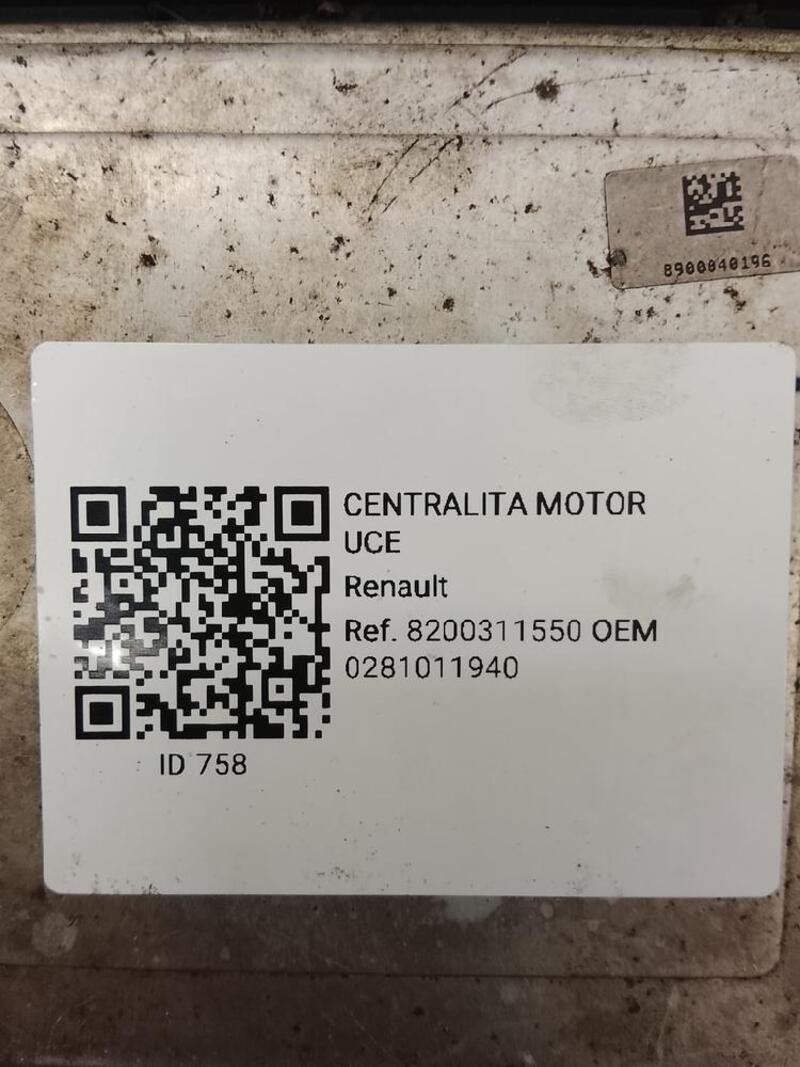 8900040196
CENTRALITA MOTOR
UCE
Renault
Ref. 8200311550 OEM
0281011940
ID 758